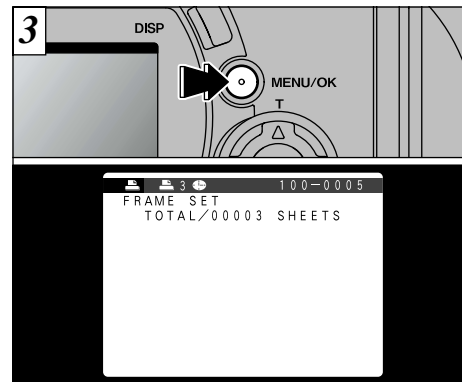 3
DISP
MENU/OK
T
3 100-0005
FRAME SET
TOTAL/00003 SHEETS